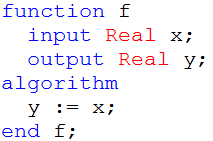 function f
  input Real x;
  output Real y;
algorithm
  y := x;
end f;